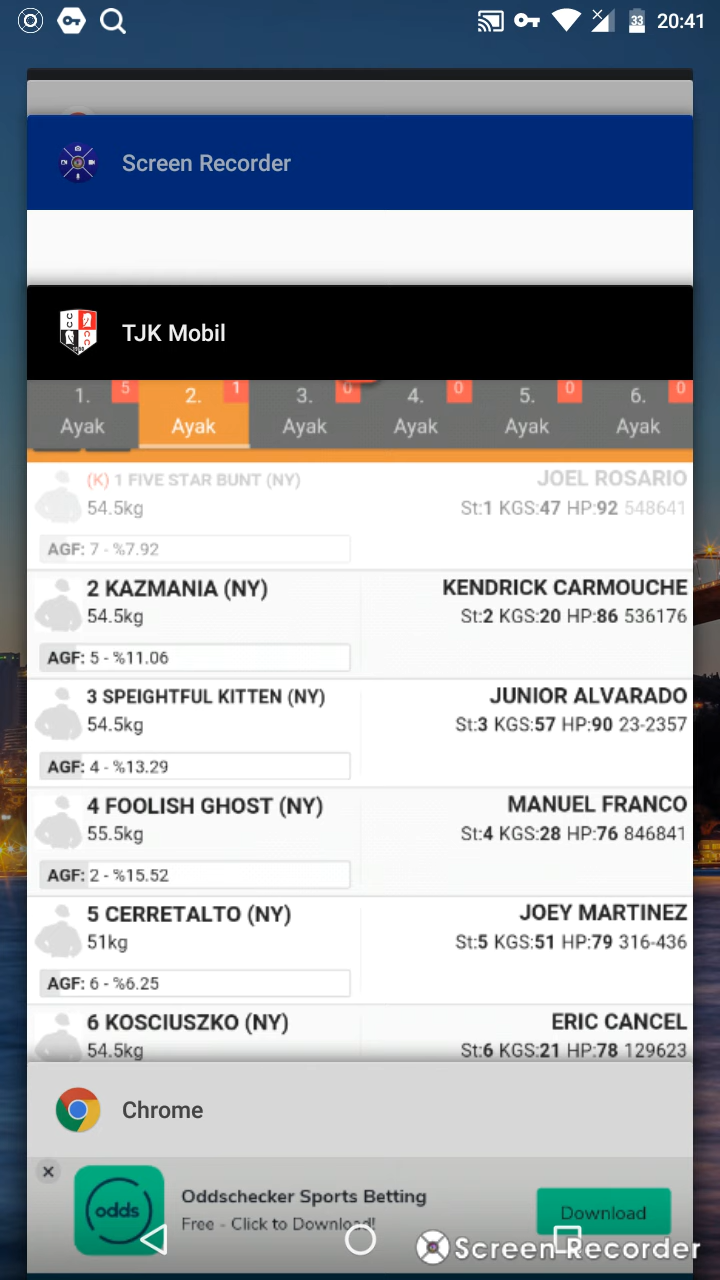 33 20:41
Screen Recorder
TJK Mobil
1. 5 2. 1 3. 0 4. 0 5. 0 6. 0
Ayak Ayak Ayak Ayak Ayak Ayak
(K) 1 FIVE STAR BUNT (NY) JOEL ROSARIO
54.5kg St:1 KGS:47 HP:92 548641
AGF: 7 - %7.92
2 KAZMANIA (NY) KENDRICK CARMOUCHE
54.5kg St:2 KGS:20 HP:86 536176
AGF: 5 - %11.06
3 SPEIGHTFUL KITTEN (NY) JUNIOR ALVARADO
54.5kg St:3 KGS:57 HP:90 23-2357
AGF: 4 - %13.29
4 FOOLISH GHOST (NY) MANUEL FRANCO
55.5kg St:4 KGS:28 HP:76 846841
AGF: 2 - %15.52
5 CERRETALTO (NY) JOEY MARTINEZ
51kg St:5 KGS:51 HP:79 316-436
AGF: 6 - %6.25
6 KOSCIUSZKO (NY) ERIC CANCEL
54.5kg St:6 KGS:21 HP:78 129623
Chrome
odds
Oddschecker Sports Betting
Free - Click to Download!
Download
Screen Recorder